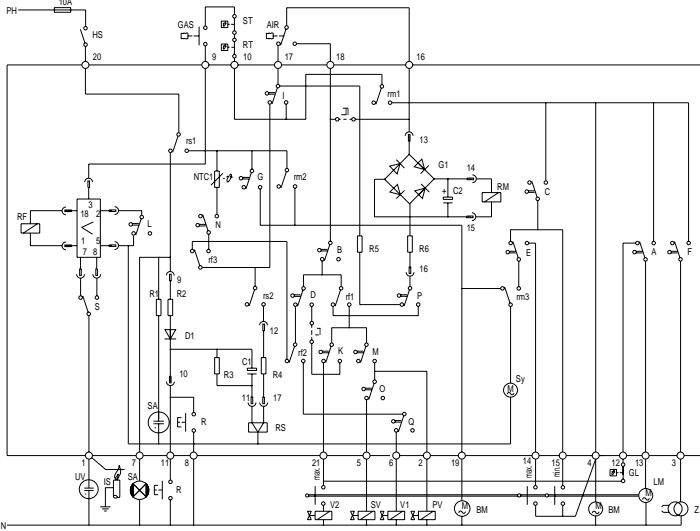 10A
PH
HS
GAS
ST
RT
AIR
20
9
10
17
18
16
I
rm1
rs1
13
NTC1
G
rm2
G1
14
C2
RM
15
C
3
18
2
1
5
7
8
RF
L
N
rf3
B
R5
R6
E
A
F
9
16
S
R1
R2
rs2
D
rf1
P
rm3
12
D1
K
M
rf2
R3
C1
R4
10
O
Sy
M
11
17
SA
R
RS
Q
1
7
11
8
21
5
6
2
19
14
15
4
12
13
3
UV
IS
SA
R
max.
max.
min.
GL
LM
M
V2
SV
V1
PV
M
BM
M
BM
Z
N